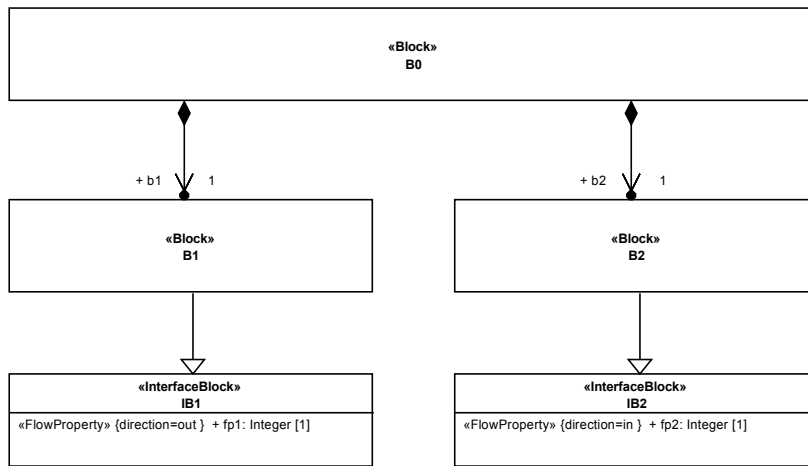 «Block»
B0
+ b1 1
+ b2 1
«Block»
B1
«Block»
B2
«InterfaceBlock»
IB1
«FlowProperty» {direction=out } + fp1: Integer [1]
«InterfaceBlock»
IB2
«FlowProperty» {direction=in } + fp2: Integer [1]